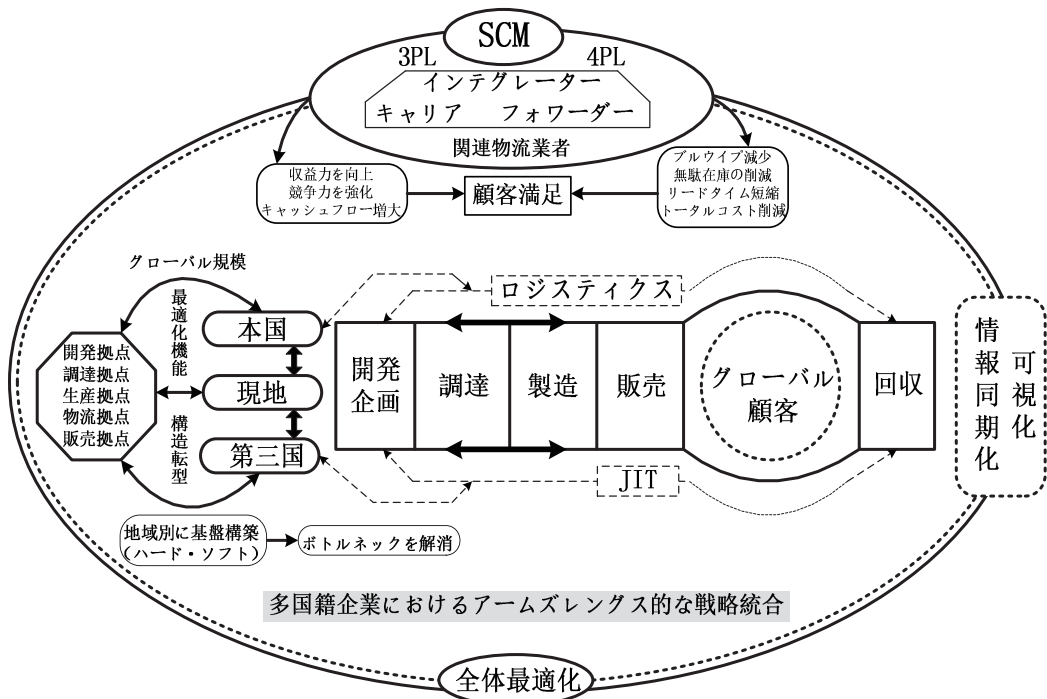 SCM
3PL 4PL
インテグレーター
キャリア フォワーダー
関連物流業者
収益力を向上
競争力を強化
キャッシュフロー増大
顧客満足
ブルウイプ減少
無駄在庫の削減
リードタイム短縮
トータルコスト削減
グローバル規模
最適化機能
構造転型
開発拠点
調達拠点
生産拠点
物流拠点
販売拠点
本国
現地
第三国
ロジスティクス
開発
企画
調達
製造
販売
グローバル
顧客
回収
JIT
可視化
情報同期化
地域別に基盤構築
(ハード・ソフト)
ボトルネックを解消
多国籍企業におけるアームズレングス的な戦略統合
全体最適化